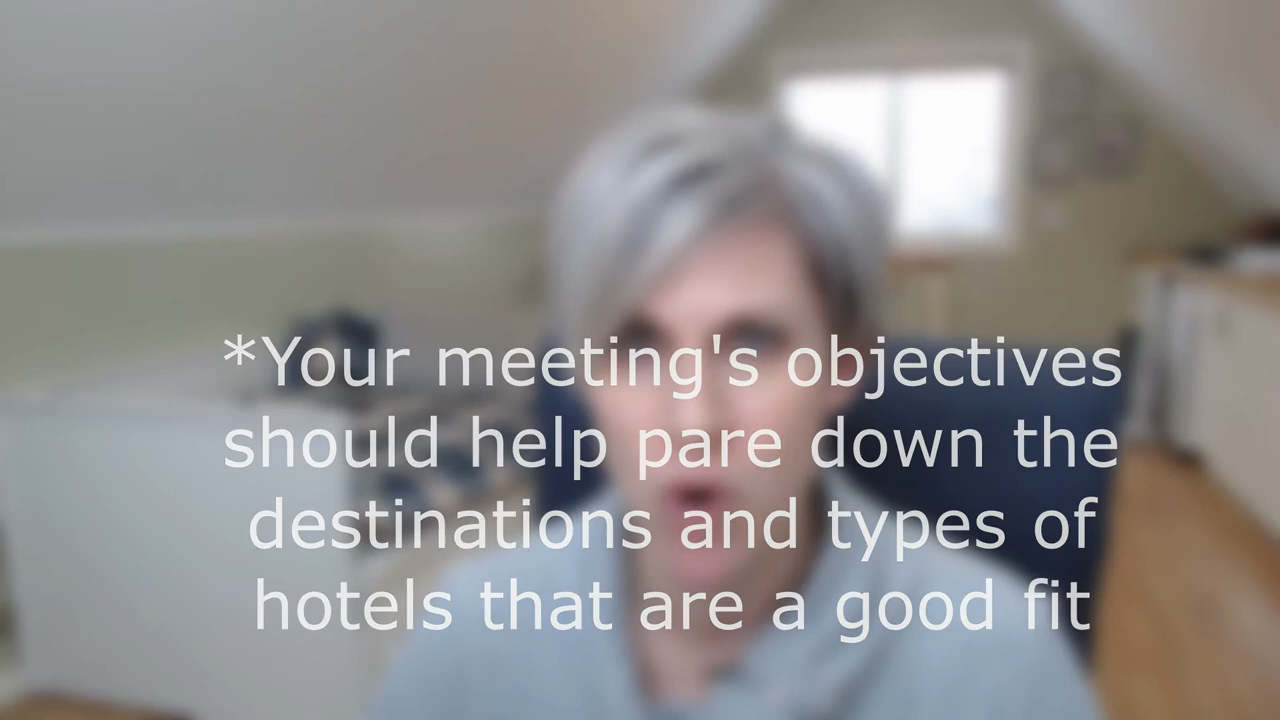 *Your meeting's objectives
should help pare down the
destinations and types of
hotels that are a good fit